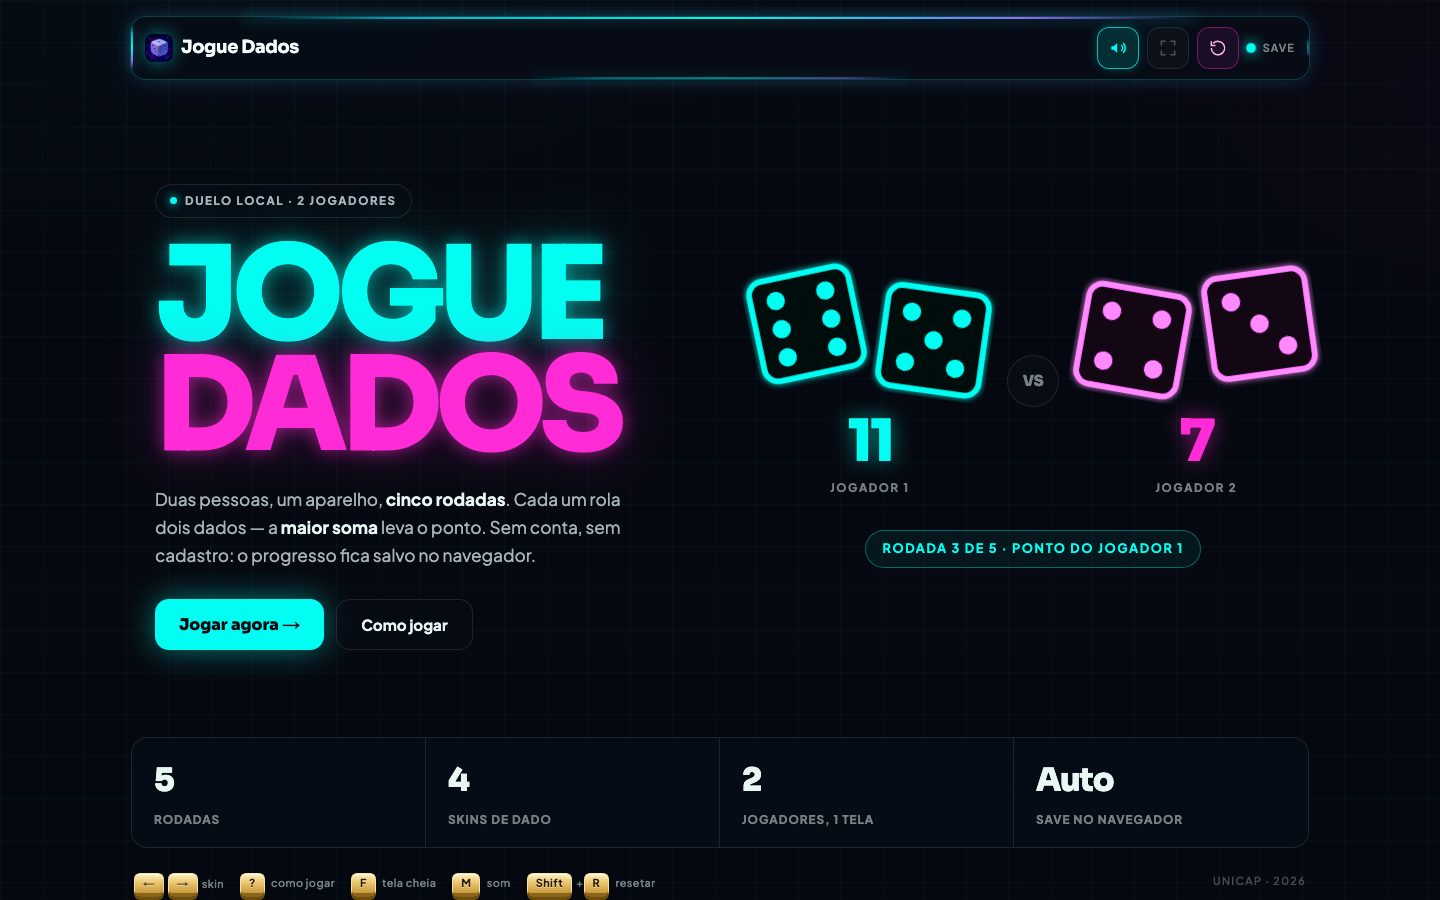 Jogue Dados
SAVE
DUELO LOCAL · 2 JOGADORES
JOGUE
DADOS
Duas pessoas, um aparelho, cinco rodadas. Cada um rola
dois dados — a maior soma leva o ponto. Sem conta, sem
cadastro: o progresso fica salvo no navegador.
Jogar agora →
Como jogar
VS
11
7
JOGADOR 1
JOGADOR 2
RODADA 3 DE 5 · PONTO DO JOGADOR 1
5
RODADAS
4
SKINS DE DADO
2
JOGADORES, 1 TELA
Auto
SAVE NO NAVEGADOR
← → skin ? como jogar F tela cheia M som Shift + R resetar
UNICAP · 2026